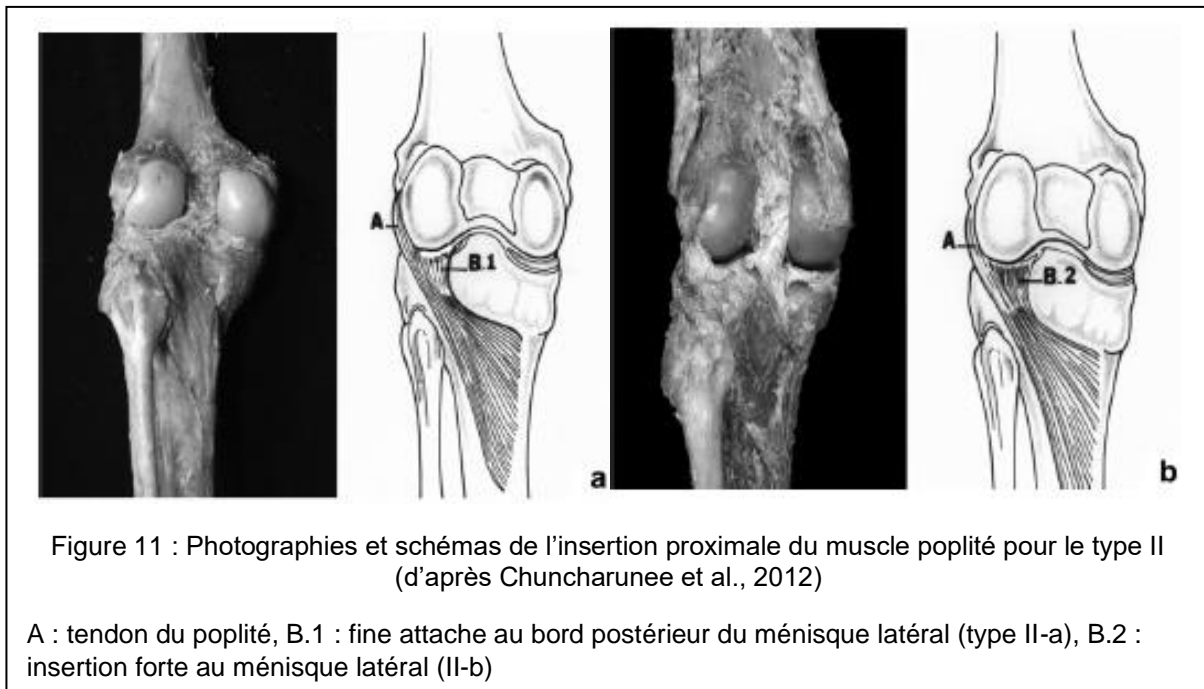 A
B.1
a
A
B.2
b
Figure 11 : Photographies et schémas de l'insertion proximale du muscle poplité pour le type II
(d'après Chuncharunee et al., 2012)
A : tendon du poplité, B.1 : fine attache au bord postérieur du ménisque latéral (type II-a), B.2 :
insertion forte au ménisque latéral (II-b)